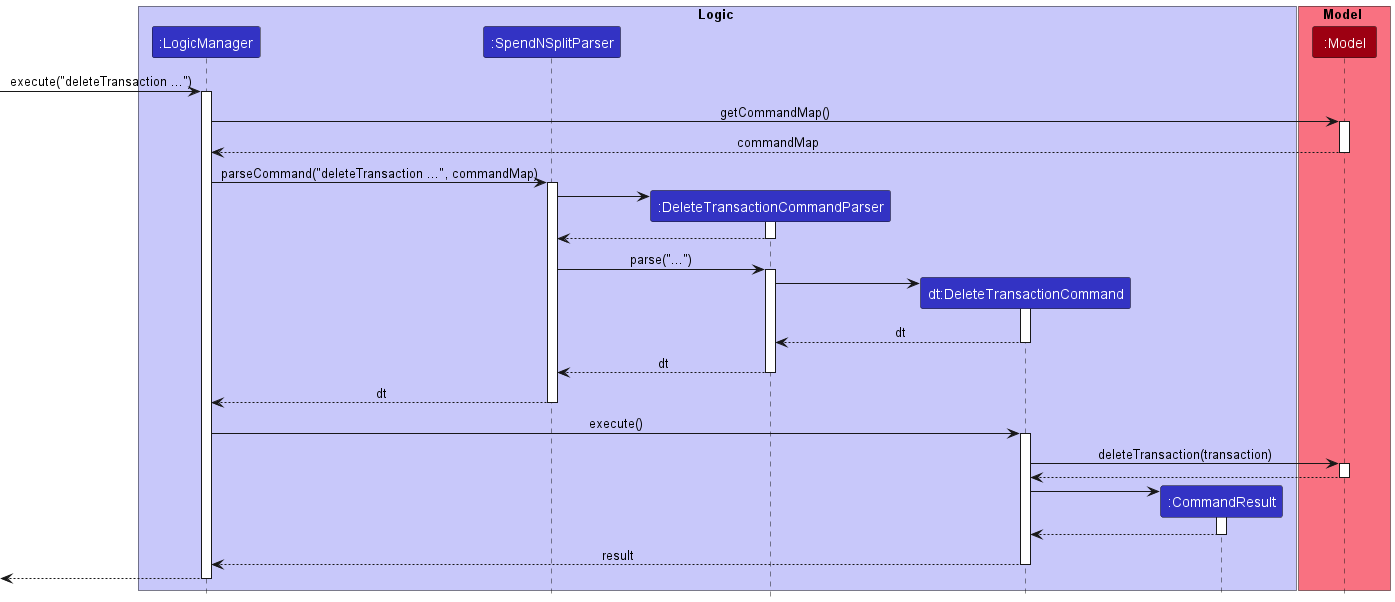 Logic
Model
:LogicManager
:SpendNSplitParser
:Model
execute("deleteTransaction ...")
getCommandMap()
commandMap
parseCommand("deleteTransaction ...", commandMap)
:DeleteTransactionCommandParser
parse("...")
dt:DeleteTransactionCommand
dt
dt
dt
execute()
deleteTransaction(transaction)
:CommandResult
result